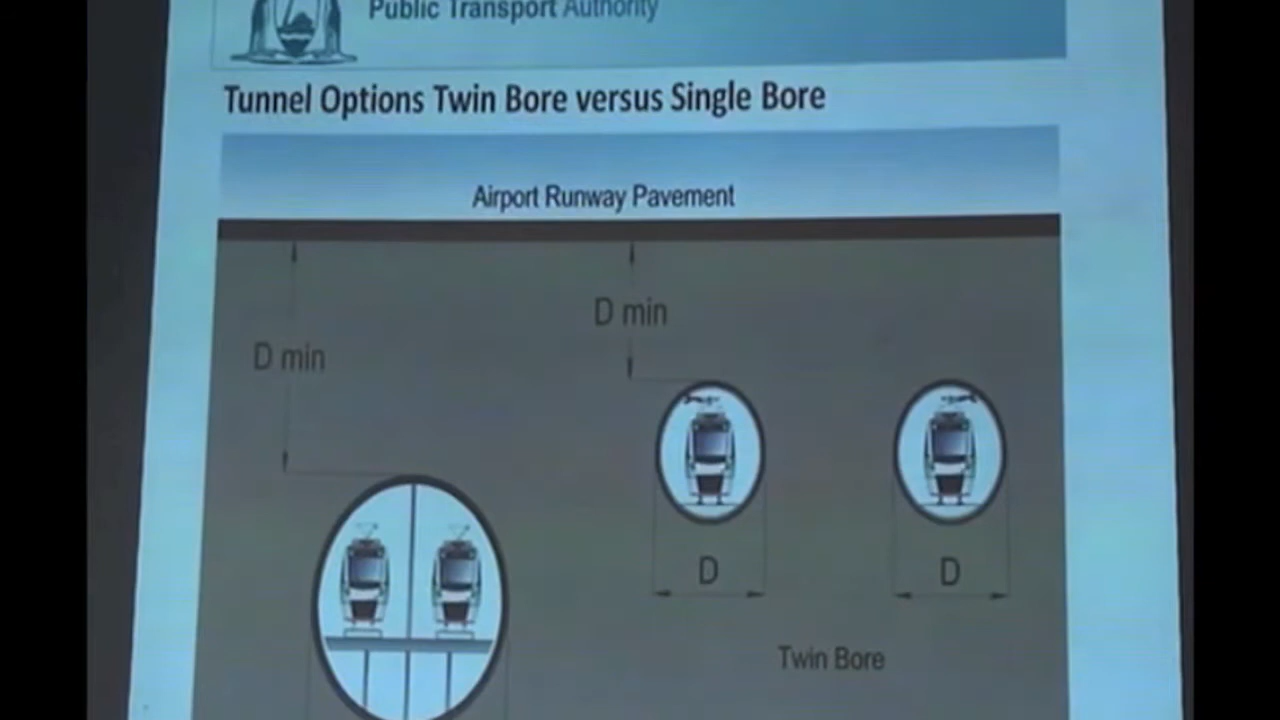 Public Transport Authority
Tunnel Options Twin Bore versus Single Bore
Airport Runway Pavement
D min
D min
D
D
Twin Bore